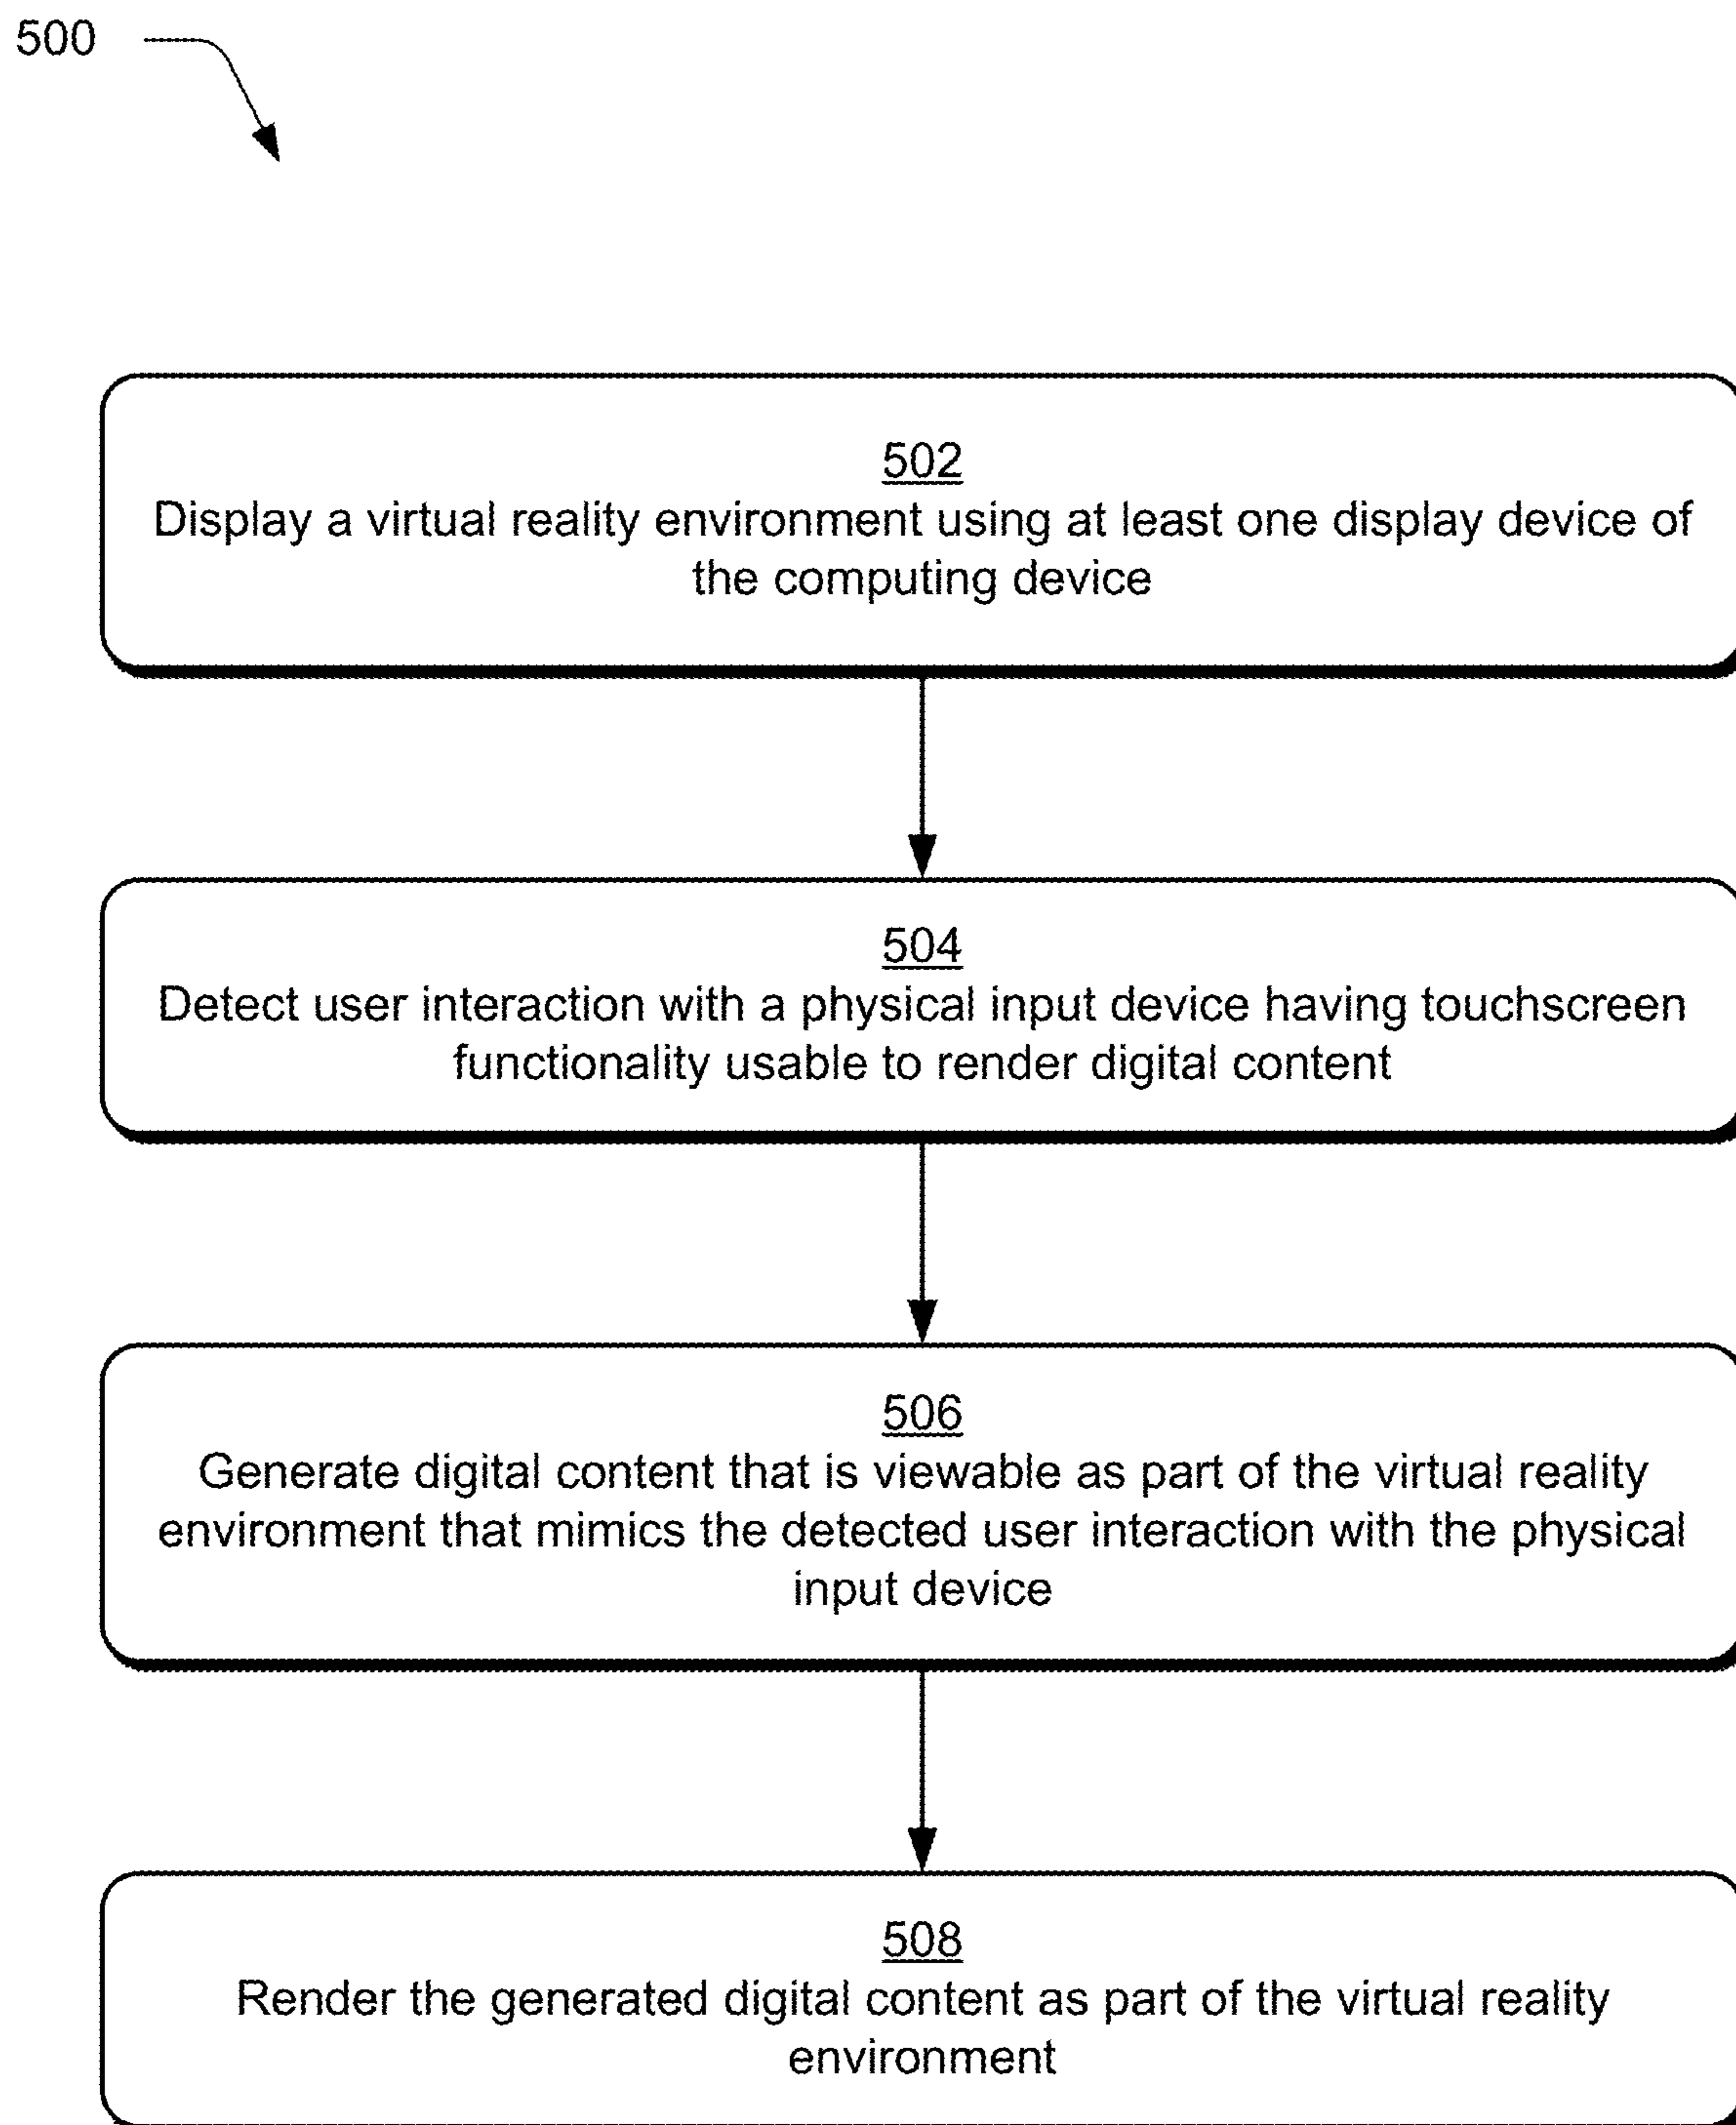 500
502
Display a virtual reality environment using at least one display device of
the computing device
504
Detect user interaction with a physical input device having touchscreen
functionality usable to render digital content
506
Generate digital content that is viewable as part of the virtual reality
environment that mimics the detected user interaction with the physical
input device
508
Render the generated digital content as part of the virtual reality
environment